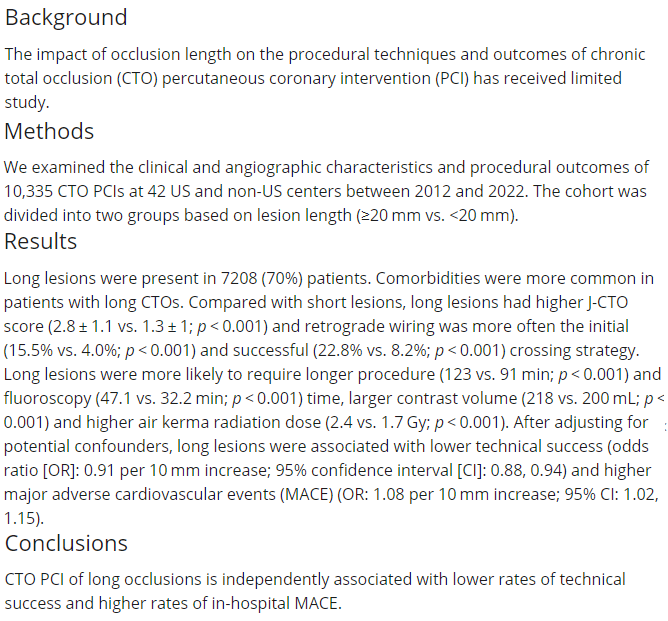 Background
The impact of occlusion length on the procedural techniques and outcomes of chronic
total occlusion (CTO) percutaneous coronary intervention (PCI) has received limited
study.
Methods
We examined the clinical and angiographic characteristics and procedural outcomes of
10,335 CTO PCIs at 42 US and non-US centers between 2012 and 2022. The cohort was
divided into two groups based on lesion length (≥20 mm vs. <20 mm).
Results
Long lesions were present in 7208 (70%) patients. Comorbidities were more common in
patients with long CTOs. Compared with short lesions, long lesions had higher J-CTO
score (2.8 ± 1.1 vs. 1.3 ± 1; p < 0.001) and retrograde wiring was more often the initial
(15.5% vs. 4.0%; p < 0.001) and successful (22.8% vs. 8.2%; p < 0.001) crossing strategy.
Long lesions were more likely to require longer procedure (123 vs. 91 min; p < 0.001) and
fluoroscopy (47.1 vs. 32.2 min; p < 0.001) time, larger contrast volume (218 vs. 200 mL; p <
0.001) and higher air kerma radiation dose (2.4 vs. 1.7 Gy; p < 0.001). After adjusting for
potential confounders, long lesions were associated with lower technical success (odds
ratio [OR]: 0.91 per 10 mm increase; 95% confidence interval [CI]: 0.88, 0.94) and higher
major adverse cardiovascular events (MACE) (OR: 1.08 per 10 mm increase; 95% CI: 1.02,
1.15).
Conclusions
CTO PCI of long occlusions is independently associated with lower rates of technical
success and higher rates of in-hospital MACE.